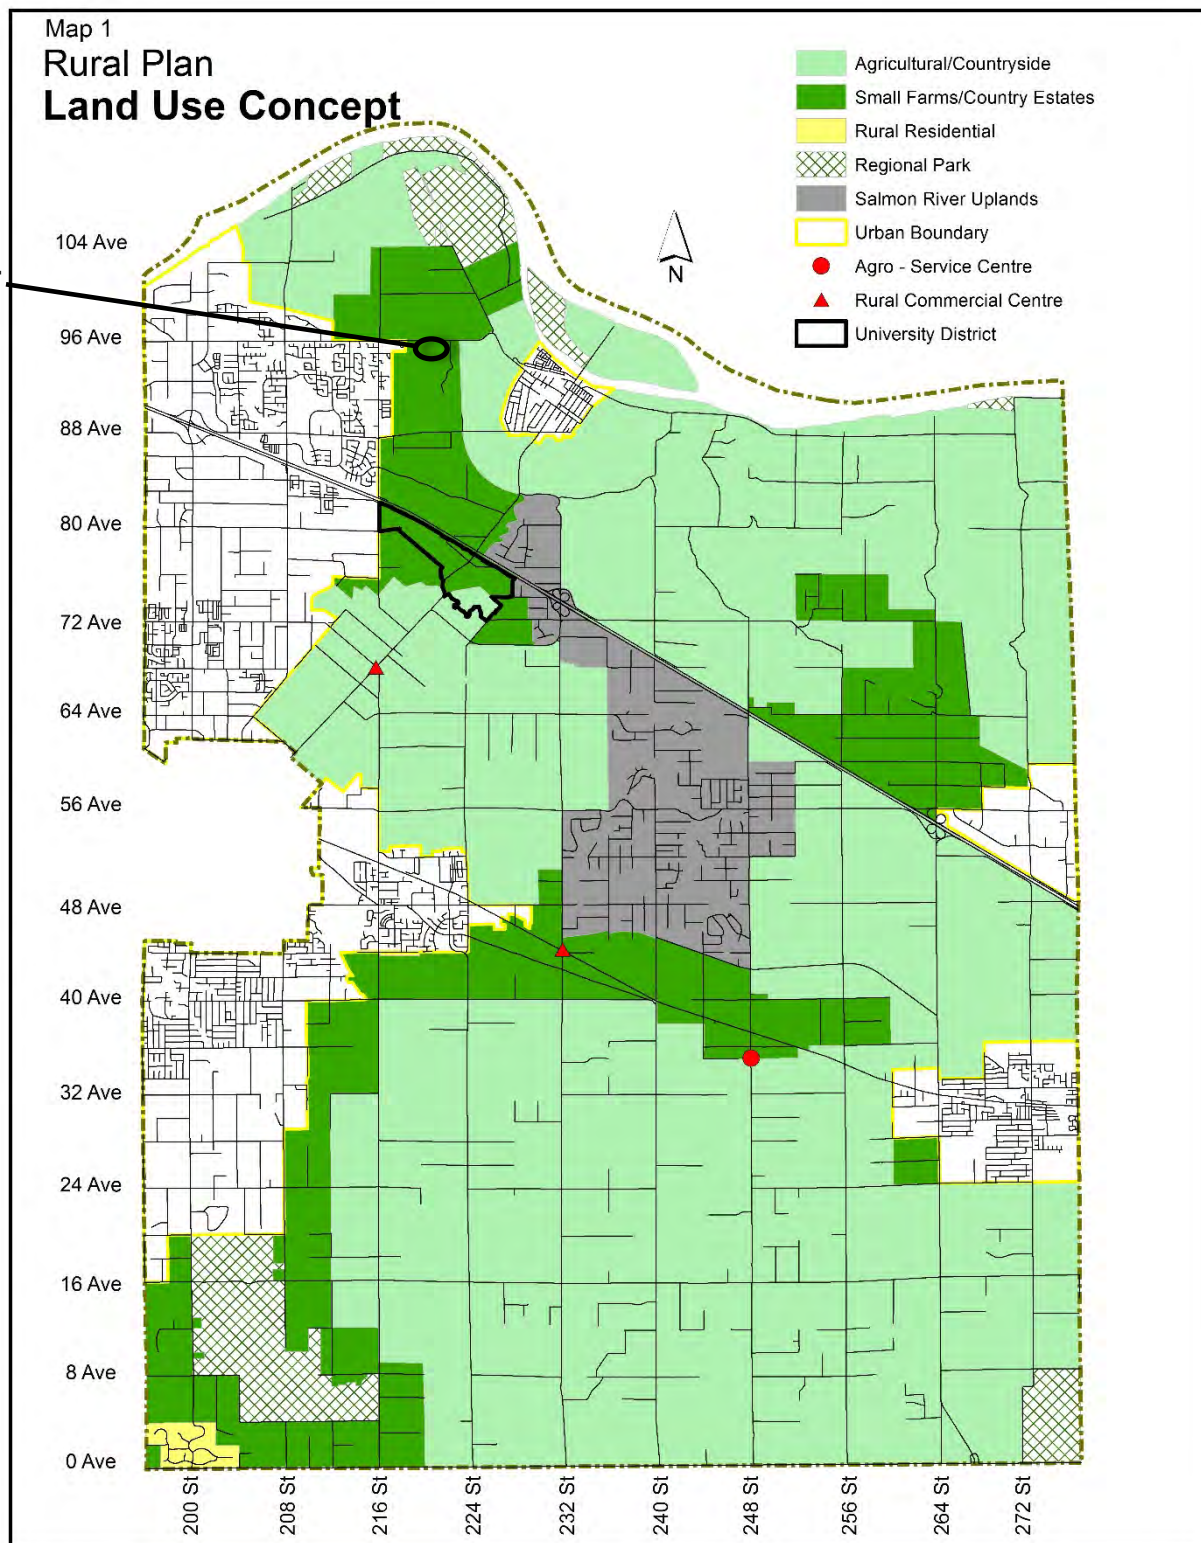 Map 1
Rural Plan
Land Use Concept
Agricultural/Countryside
Small Farms/Country Estates
Rural Residential
Regional Park
Salmon River Uplands
Urban Boundary
Agro - Service Centre
Rural Commercial Centre
University District
N
104 Ave
96 Ave
88 Ave
80 Ave
72 Ave
64 Ave
56 Ave
48 Ave
40 Ave
32 Ave
24 Ave
16 Ave
8 Ave
0 Ave
200 St
208 St
216 St
224 St
232 St
240 St
248 St
256 St
264 St
272 St